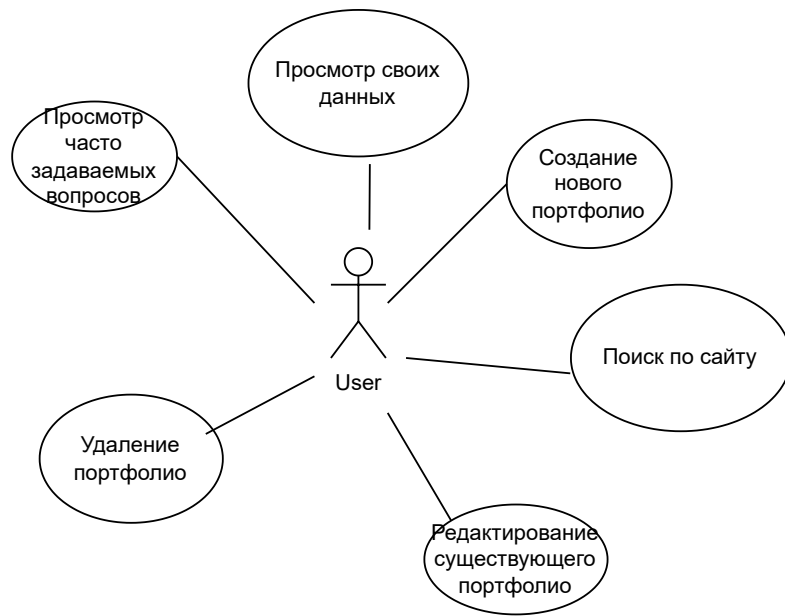 Просмотр своих
данных
Просмотр
часто
задаваемых
вопросов
Создание
нового
портфолио
Поиск по сайту
User
Удаление
портфолио
Редактирование
существующего
портфолио